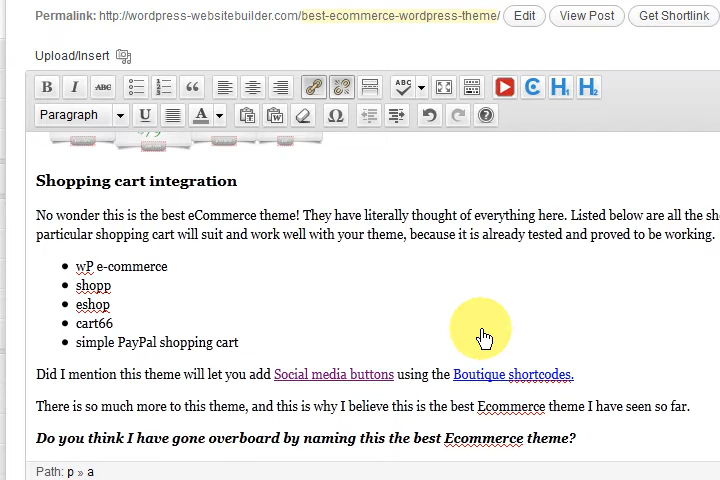 Permalink: http://wordpress-websitebuilder.com/best-ecommerce-wordpress-theme/ Edit View Post Get Shortlink
Upload/Insert
B I ABC “ ABC C H1 H2
Paragraph U A Ω ?
Shopping cart integration
No wonder this is the best eCommerce theme! They have literally thought of everything here. Listed below are all the sho
particular shopping cart will suit and work well with your theme, because it is already tested and proved to be working.
wP e-commerce
shopp
eshop
cart66
simple PayPal shopping cart
Did I mention this theme will let you add Social media buttons using the Boutique shortcodes.
There is so much more to this theme, and this is why I believe this is the best Ecommerce theme I have seen so far.
Do you think I have gone overboard by naming this the best Ecommerce theme?
Path: p » a